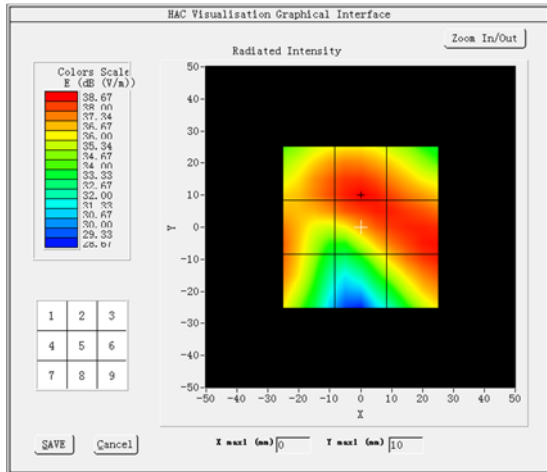 HAC Visualisation Graphical Interface
Zoom In/Out
Radiated Intensity
Colors Scale
E (dB (V/m))
38.67
38.00
37.34
36.67
36.00
35.34
34.67
34.00
33.33
32.67
32.00
31.33
30.67
30.00
29.33
28.67
50
40
30
20
10
0
-10
-20
-30
-40
-50
Y
-50 -40 -30 -20 -10 0 10 20 30 40 50
X
1 2 3
4 5 6
7 8 9
SAVE Cancel
X max1 (mm) 0 Y max1 (mm) 10